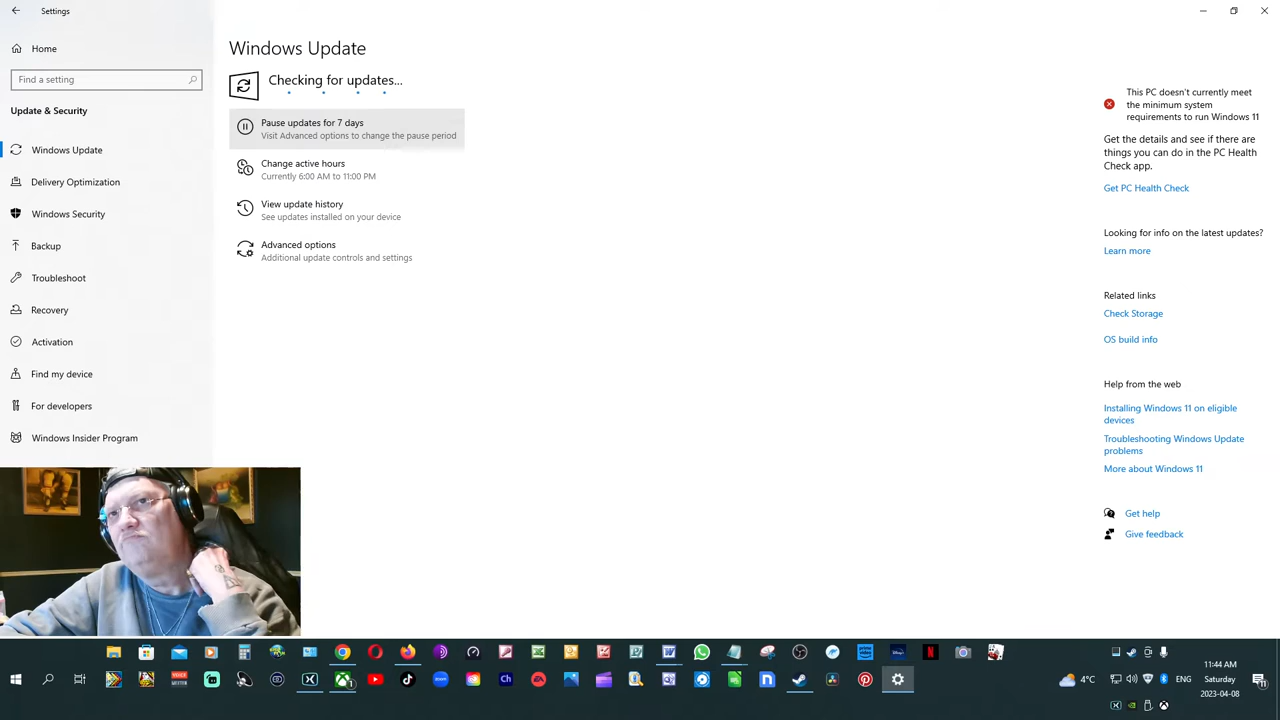 Settings
Home
Find a setting
Update & Security
Windows Update
Delivery Optimization
Windows Security
Backup
Troubleshoot
Recovery
Activation
Find my device
For developers
Windows Insider Program
Windows Update
Checking for updates...
Pause updates for 7 days
Visit Advanced options to change the pause period
Change active hours
Currently 6:00 AM to 11:00 PM
View update history
See updates installed on your device
Advanced options
Additional update controls and settings
This PC doesn't currently meet
the minimum system
requirements to run Windows 11
Get the details and see if there are
things you can do in the PC Health
Check app.
Get PC Health Check
Looking for info on the latest updates?
Learn more
Related links
Check Storage
OS build info
Help from the web
Installing Windows 11 on eligible
devices
Troubleshooting Windows Update
problems
More about Windows 11
Get help
Give feedback
4°C
ENG
11:44 AM
Saturday
2023-04-08